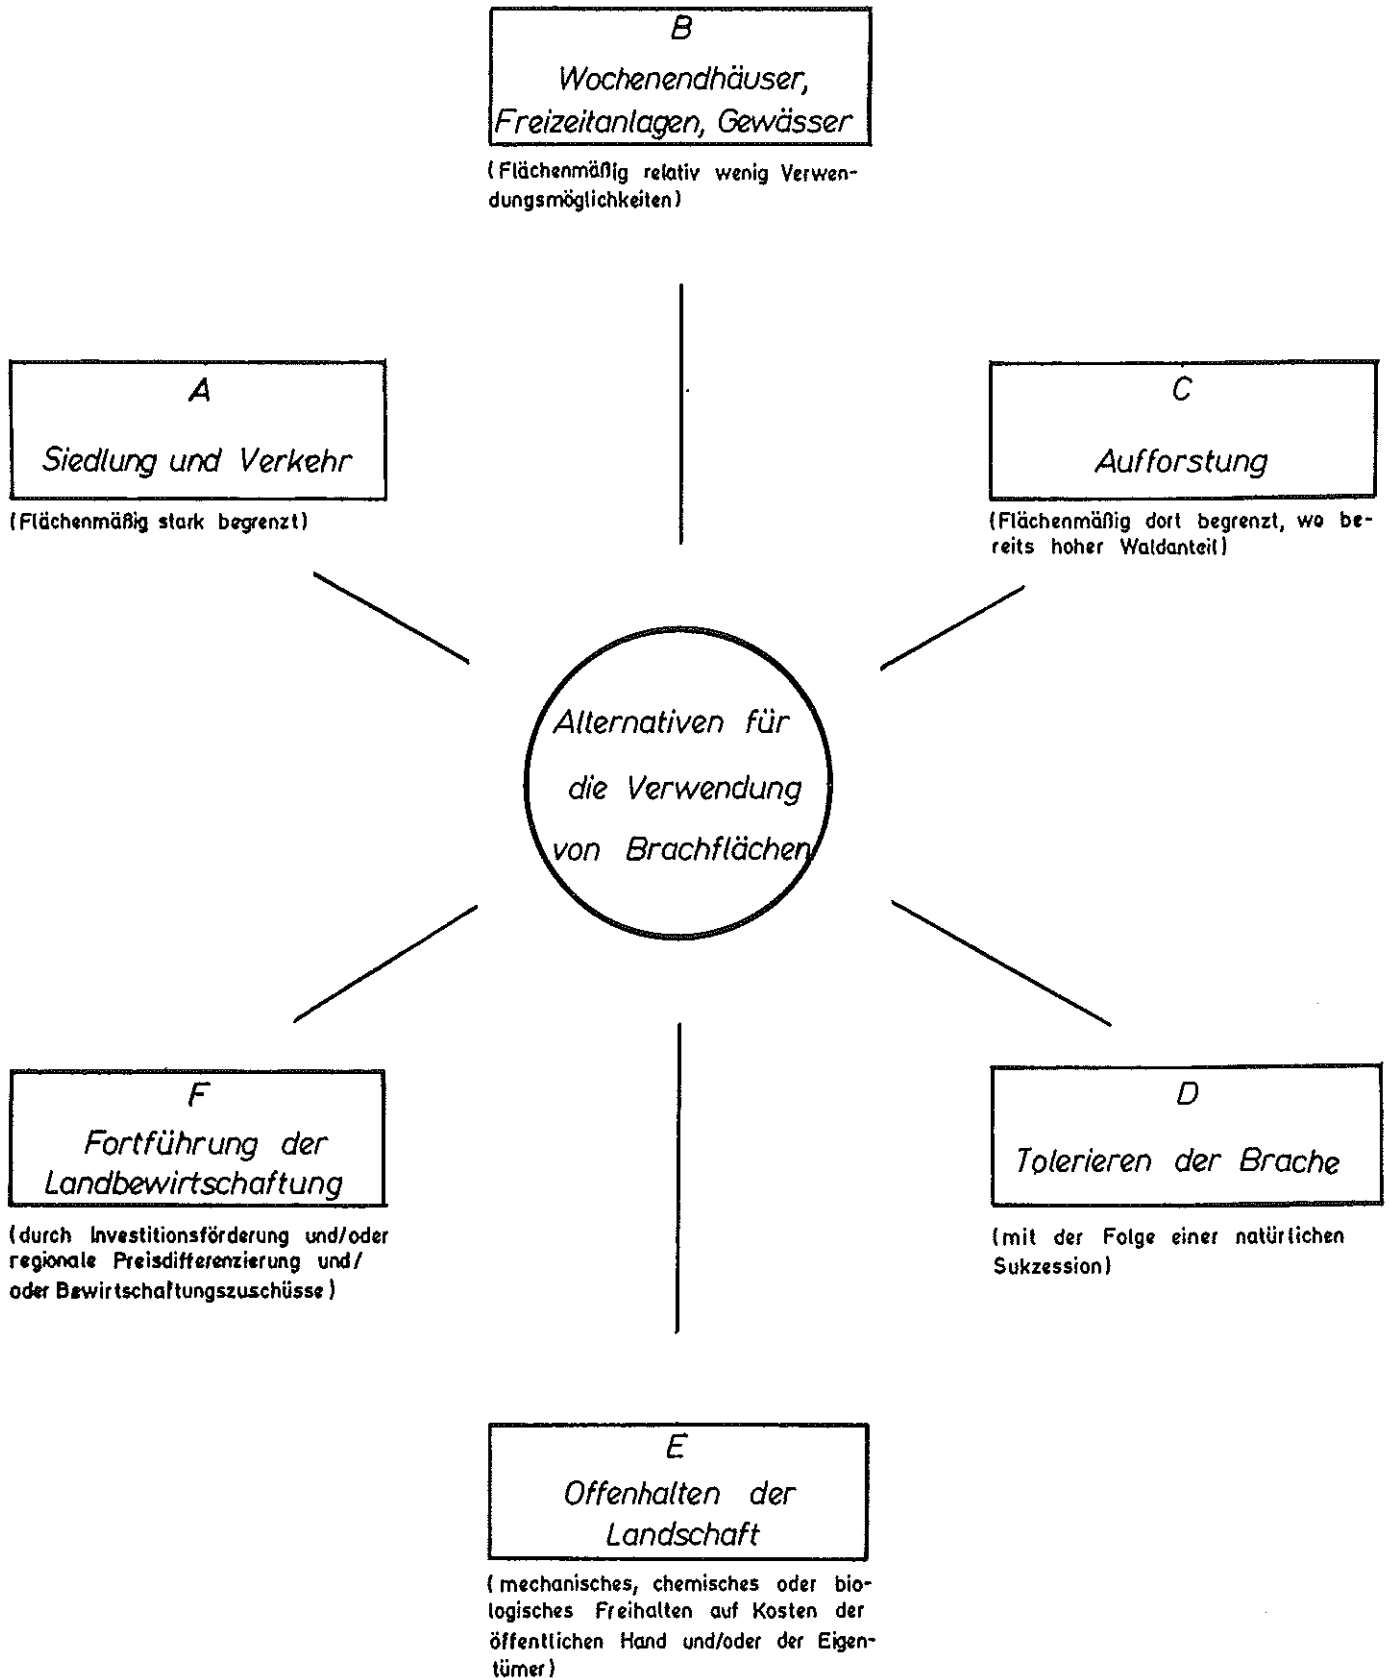 B
Wochenendhäuser,
Freizeitanlagen, Gewässer
(Flächenmäßig relativ wenig Verwen-
dungsmöglichkeiten)
A
Siedlung und Verkehr
(Flächenmäßig stark begrenzt)
C
Aufforstung
(Flächenmäßig dort begrenzt, wo be-
reits hoher Waldanteil)
Alternativen für
die Verwendung
von Brachflächen
F
Fortführung der
Landbewirtschaftung
(durch Investitionsförderung und/oder
regionale Preisdifferenzierung und/
oder Bewirtschaftungszuschüsse)
D
Tolerieren der Brache
(mit der Folge einer natürlichen
Sukzession)
E
Offenhalten der
Landschaft
(mechanisches, chemisches oder bio-
logisches Freihalten auf Kosten der
öffentlichen Hand und/oder der Eigen-
tümer)